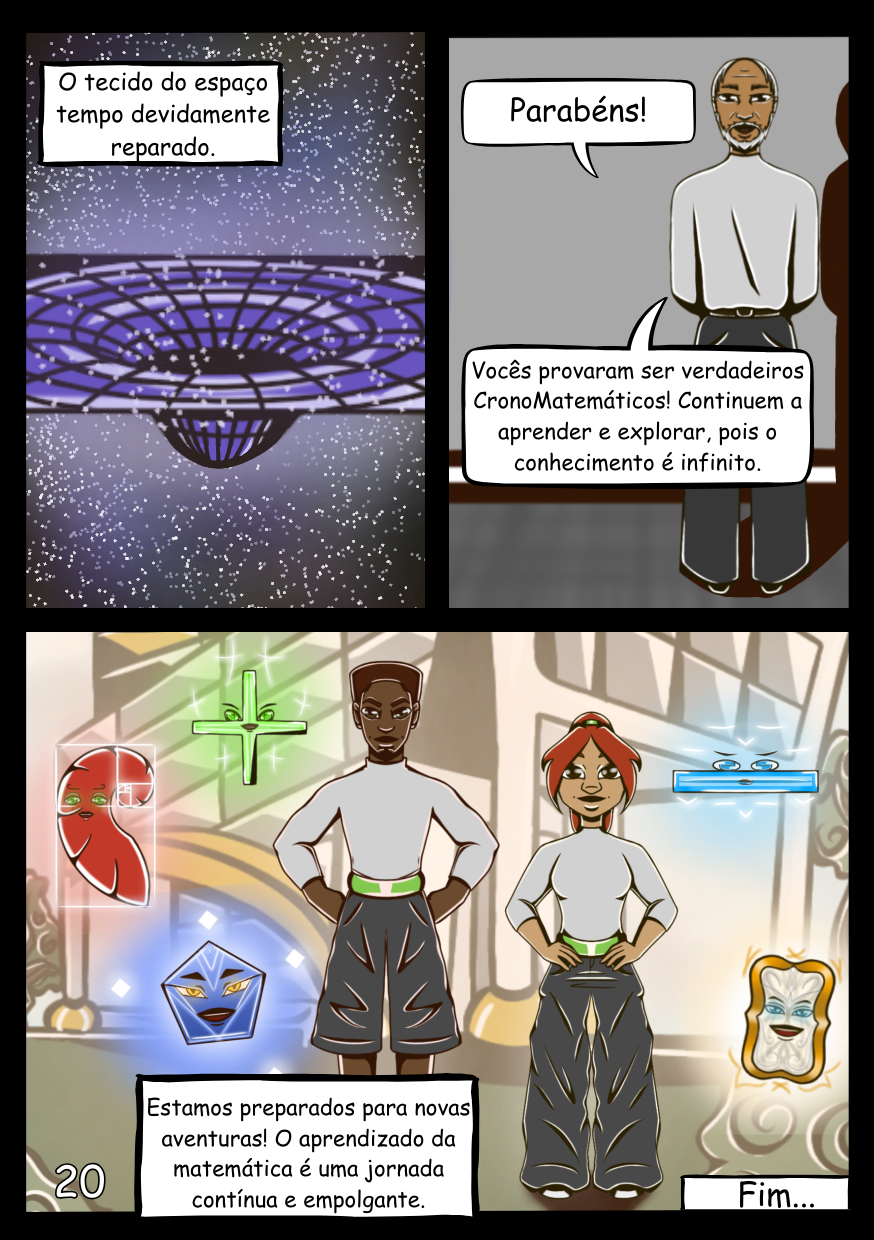 O tecido do espaço
tempo devidamente
reparado.
Parabéns!
Vocês provaram ser verdadeiros
CronoMatemáticos! Continuem a
aprender e explorar, pois o
conhecimento é infinito.
Estamos preparados para novas
aventuras! O aprendizado da
matemática é uma jornada
contínua e empolgante.
20
Fim...